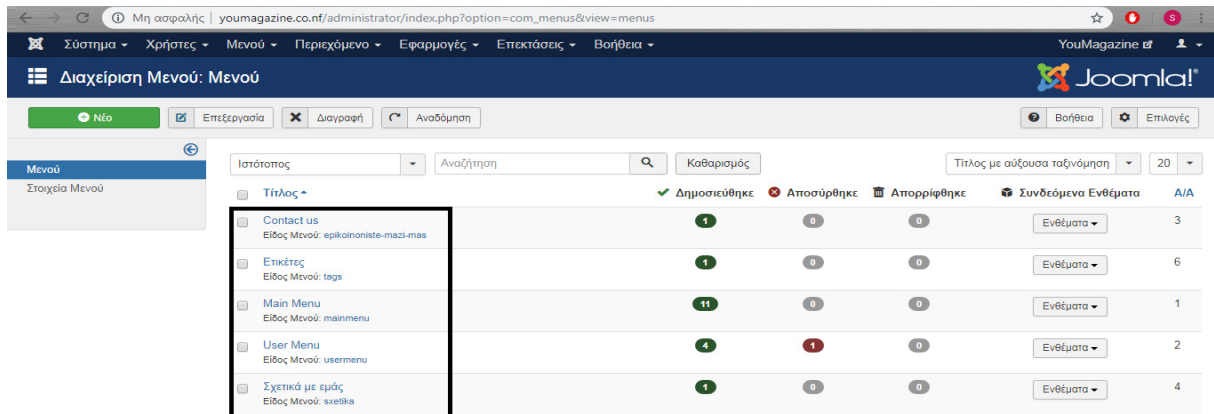 Μη ασφαλής | youmagazine.co.nf/administrator/index.php?option=com_menus&view=menus S
Σύστημα Χρήστες Μενού Περιεχόμενο Εφαρμογές Επεκτάσεις Βοήθεια YouMagazine
Διαχείριση Μενού: Μενού Joomla!®
Νέο Επεξεργασία Διαγραφή Αναδόμηση Βοήθεια Επιλογές
Μενού
Στοιχεία Μενού
Ιστότοπος Αναζήτηση Καθαρισμός Τίτλος με αύξουσα ταξινόμηση 20
Τίτλος Δημοσιεύθηκε Αποσύρθηκε Απορρίφθηκε Συνδεόμενα Ενθέματα Α/Α
Contact us 1 0 0 Ενθέματα 3
Είδος Μενού: epikoinoniste-mazi-mas
Ετικέτες 1 0 0 Ενθέματα 6
Είδος Μενού: tags
Main Menu 11 0 0 Ενθέματα 1
Είδος Μενού: mainmenu
User Menu 4 1 0 Ενθέματα 2
Είδος Μενού: usermenu
Σχετικά με εμάς 1 0 0 Ενθέματα 4
Είδος Μενού: sxetika